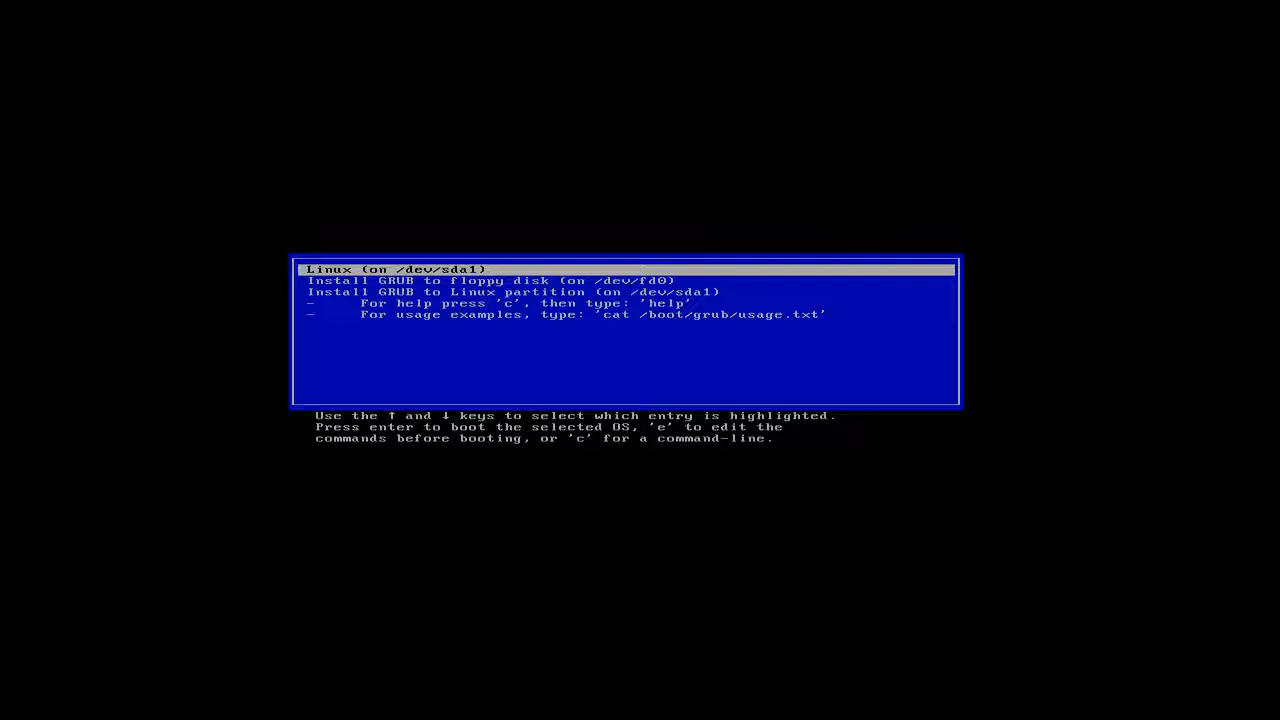 Linux (on /dev/sda1)
Install GRUB to floppy disk (on /dev/fd0)
Install GRUB to Linux partition (on /dev/sda1)
-     For help press 'c', then type: 'help'
-     For usage examples, type: 'cat /boot/grub/usage.txt'
Use the ↑ and ↓ keys to select which entry is highlighted.
Press enter to boot the selected OS, 'e' to edit the
commands before booting, or 'c' for a command-line.